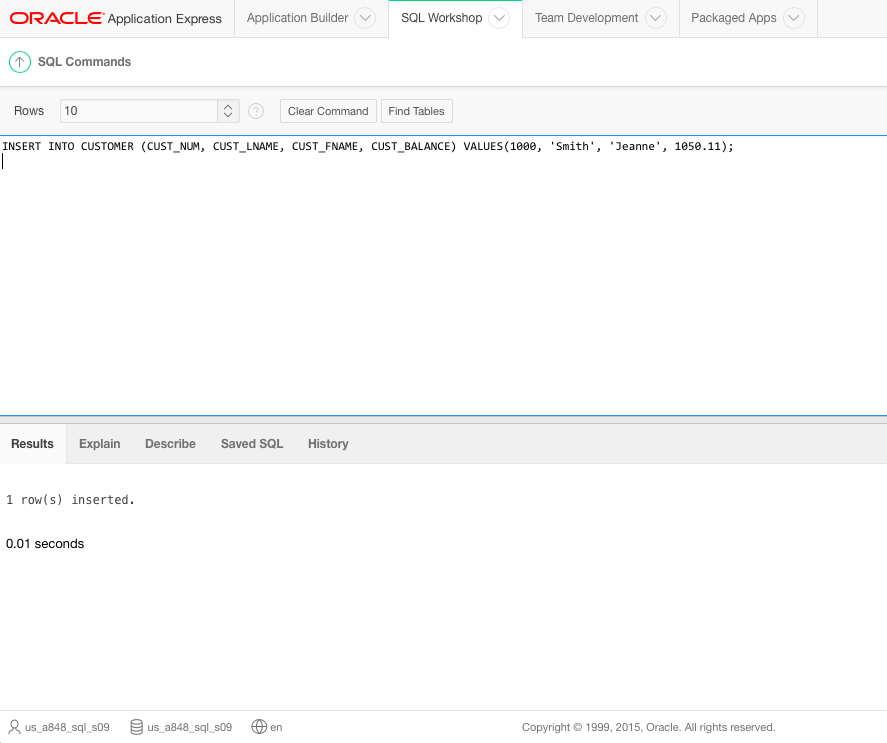 ORACLE Application Express Application Builder SQL Workshop Team Development Packaged Apps
SQL Commands
Rows 10 ? Clear Command Find Tables
INSERT INTO CUSTOMER (CUST_NUM, CUST_LNAME, CUST_FNAME, CUST_BALANCE) VALUES(1000, 'Smith', 'Jeanne', 1050.11);
Results Explain Describe Saved SQL History
1 row(s) inserted.
0.01 seconds
us_a848_sql_s09 us_a848_sql_s09 en Copyright © 1999, 2015, Oracle. All rights reserved.